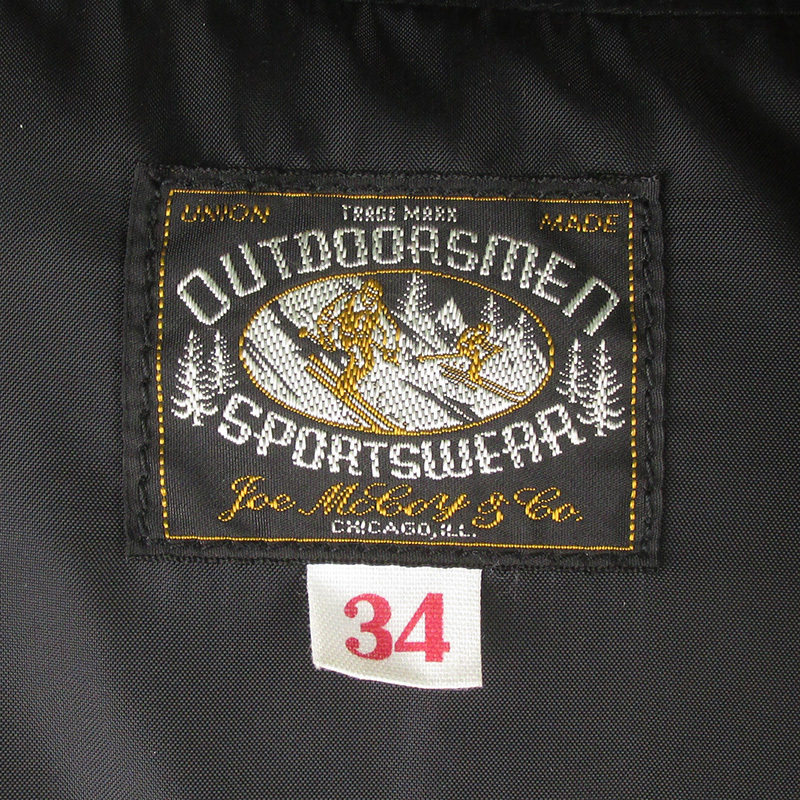 UNION TRADE MARK MADE
OUTDOORSMEN
SPORTSWEAR
Joe McCoy & Co.
CHICAGO, ILL.
34